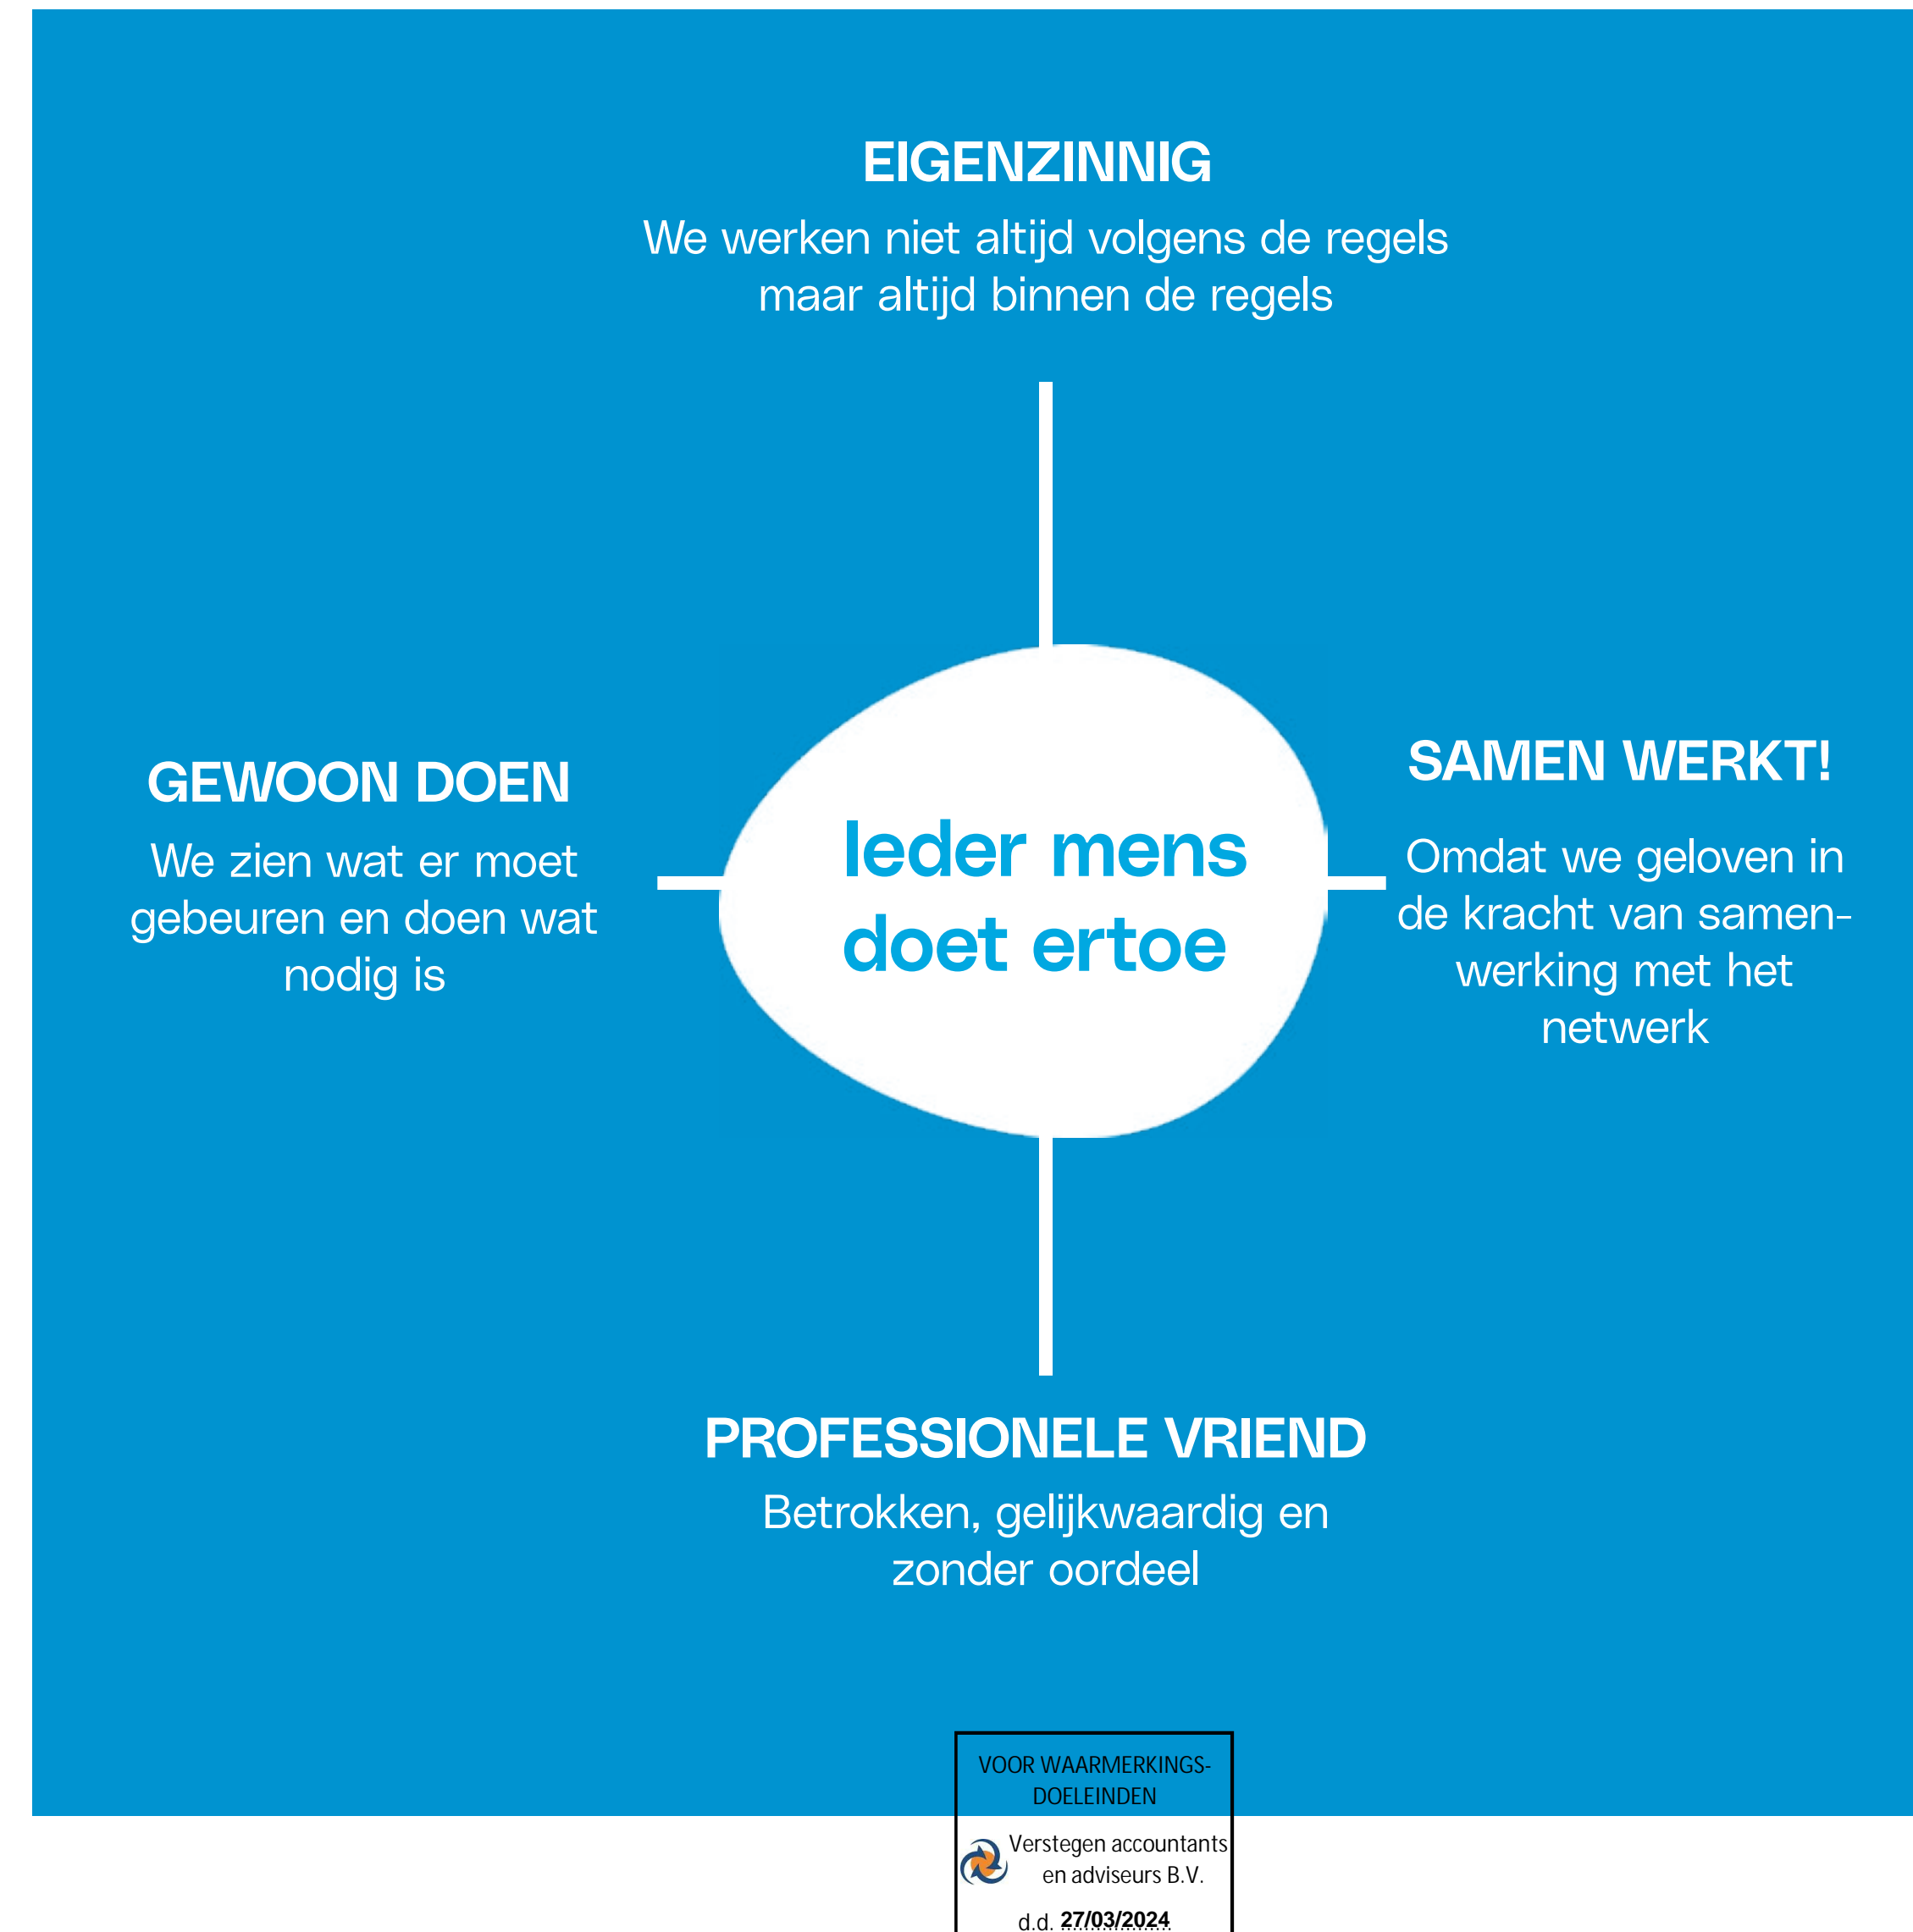 EIGENZINNIG
We werken niet altijd volgens de regels
maar altijd binnen de regels
GEWOON DOEN
We zien wat er moet
gebeuren en doen wat
nodig is
Ieder mens
doet ertoe
SAMEN WERKT!
Omdat we geloven in
de kracht van samen-
werking met het
netwerk
PROFESSIONELE VRIEND
Betrokken, gelijkwaardig en
zonder oordeel
VOOR WAARMERKINGS-
DOELEINDEN
Verstegen accountants
en adviseurs B.V.
d.d. 27/03/2024